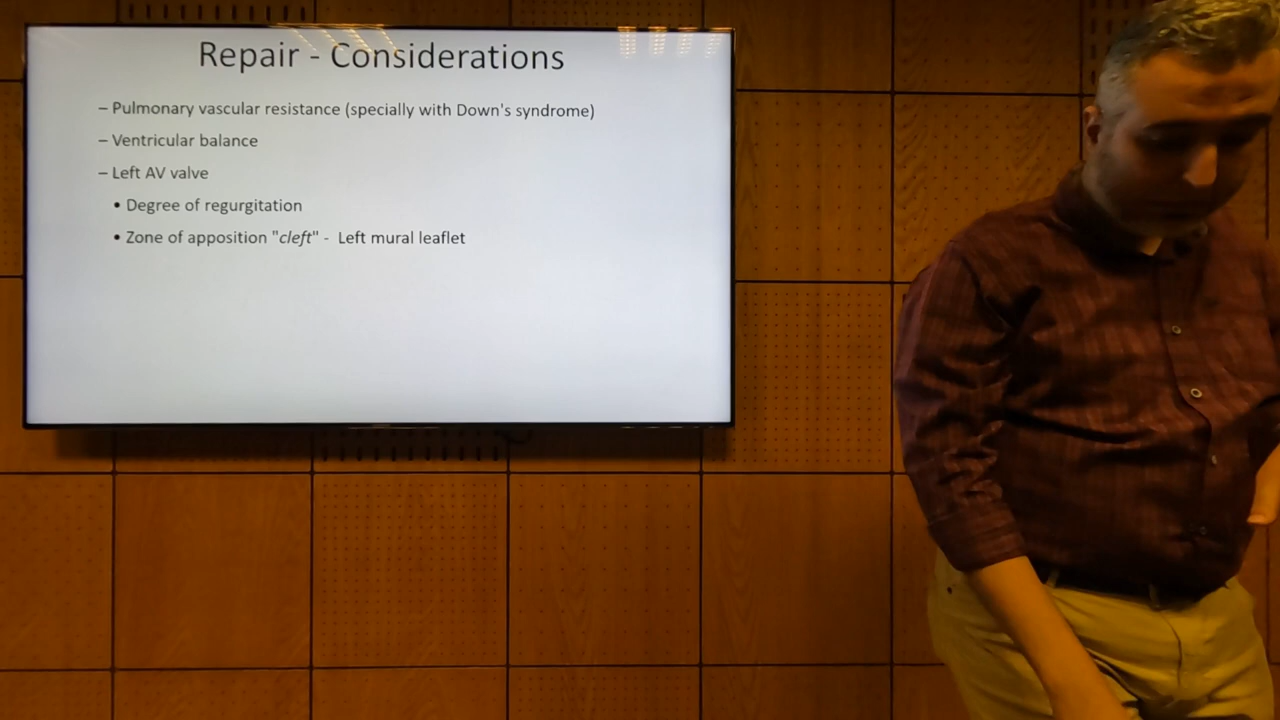 Repair - Considerations
– Pulmonary vascular resistance (specially with Down's syndrome)
– Ventricular balance
– Left AV valve
• Degree of regurgitation
• Zone of apposition "cleft" - Left mural leaflet